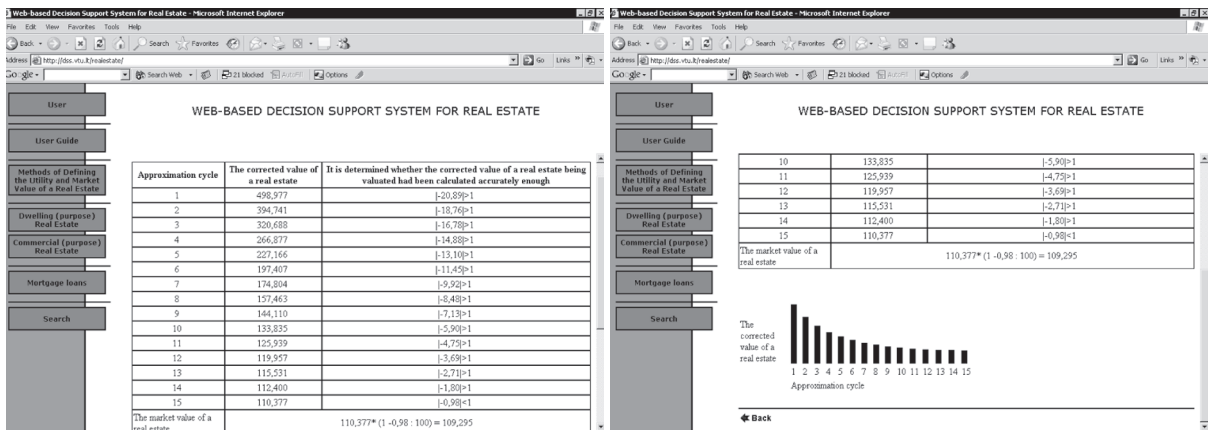 Web-based Decision Support System for Real Estate - Microsoft Internet Explorer
File Edit View Favorites Tools Help
Back Search Favorites
Address http://dss.vtu.lt/realestate/ Go Links
Search Web 21 blocked AutoFill Options
User
User Guide
Methods of Defining
the Utility and Market
Value of a Real Estate
Dwelling (purpose)
Real Estate
Commercial (purpose)
Real Estate
Mortgage loans
Search
WEB-BASED DECISION SUPPORT SYSTEM FOR REAL ESTATE
Approximation cycle The corrected value of a real estate It is determined whether the corrected value of a real estate being valuated had been calculated accurately enough
1 498,977 |-20,89|>1
2 394,741 |-18,76|>1
3 320,688 |-16,78|>1
4 266,877 |-14,88|>1
5 227,166 |-13,10|>1
6 197,407 |-11,45|>1
7 174,804 |-9,92|>1
8 157,463 |-8,48|>1
9 144,110 |-7,13|>1
10 133,835 |-5,90|>1
11 125,939 |-4,75|>1
12 119,957 |-3,69|>1
13 115,531 |-2,71|>1
14 112,400 |-1,80|>1
15 110,377 |-0,98|<1
The market value of a
real estate 110,377* (1 -0,98 : 100) = 109,295
Web-based Decision Support System for Real Estate - Microsoft Internet Explorer
File Edit View Favorites Tools Help
Back Search Favorites
Address http://dss.vtu.lt/realestate/ Go Links
Search Web 21 blocked AutoFill Options
User
User Guide
Methods of Defining
the Utility and Market
Value of a Real Estate
Dwelling (purpose)
Real Estate
Commercial (purpose)
Real Estate
Mortgage loans
Search
WEB-BASED DECISION SUPPORT SYSTEM FOR REAL ESTATE
10 133,835 |-5,90|>1
11 125,939 |-4,75|>1
12 119,957 |-3,69|>1
13 115,531 |-2,71|>1
14 112,400 |-1,80|>1
15 110,377 |-0,98|<1
The market value of a
real estate 110,377* (1 -0,98 : 100) = 109,295
The
corrected
value of a
real estate
1 2 3 4 5 6 7 8 9 10 11 12 13 14 15
Approximation cycle
Back